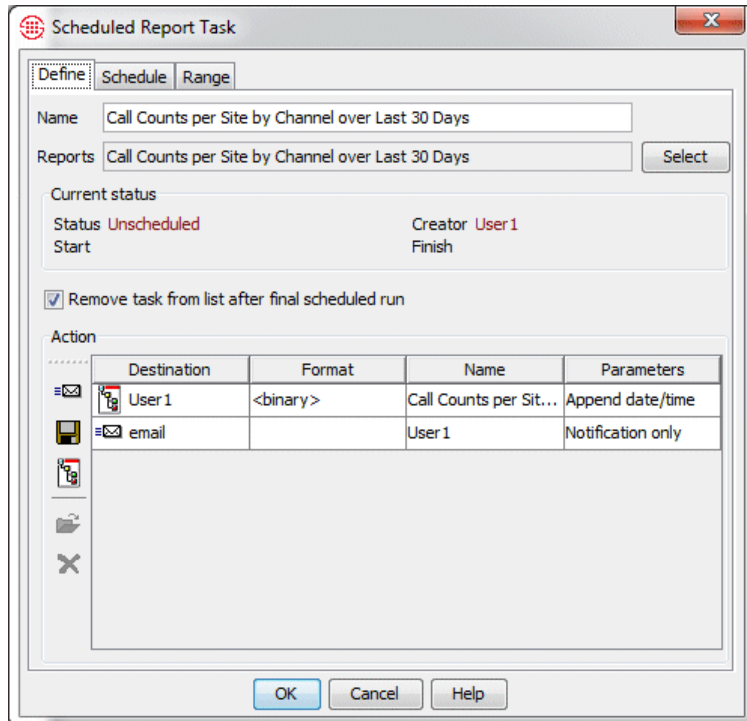 Scheduled Report Task
Define Schedule Range
Name Call Counts per Site by Channel over Last 30 Days
Reports Call Counts per Site by Channel over Last 30 Days Select
Current status
Status Unscheduled Creator User1
Start Finish
Remove task from list after final scheduled run
Action
Destination Format Name Parameters
User1 <binary> Call Counts per Sit... Append date/time
email User1 Notification only
OK Cancel Help